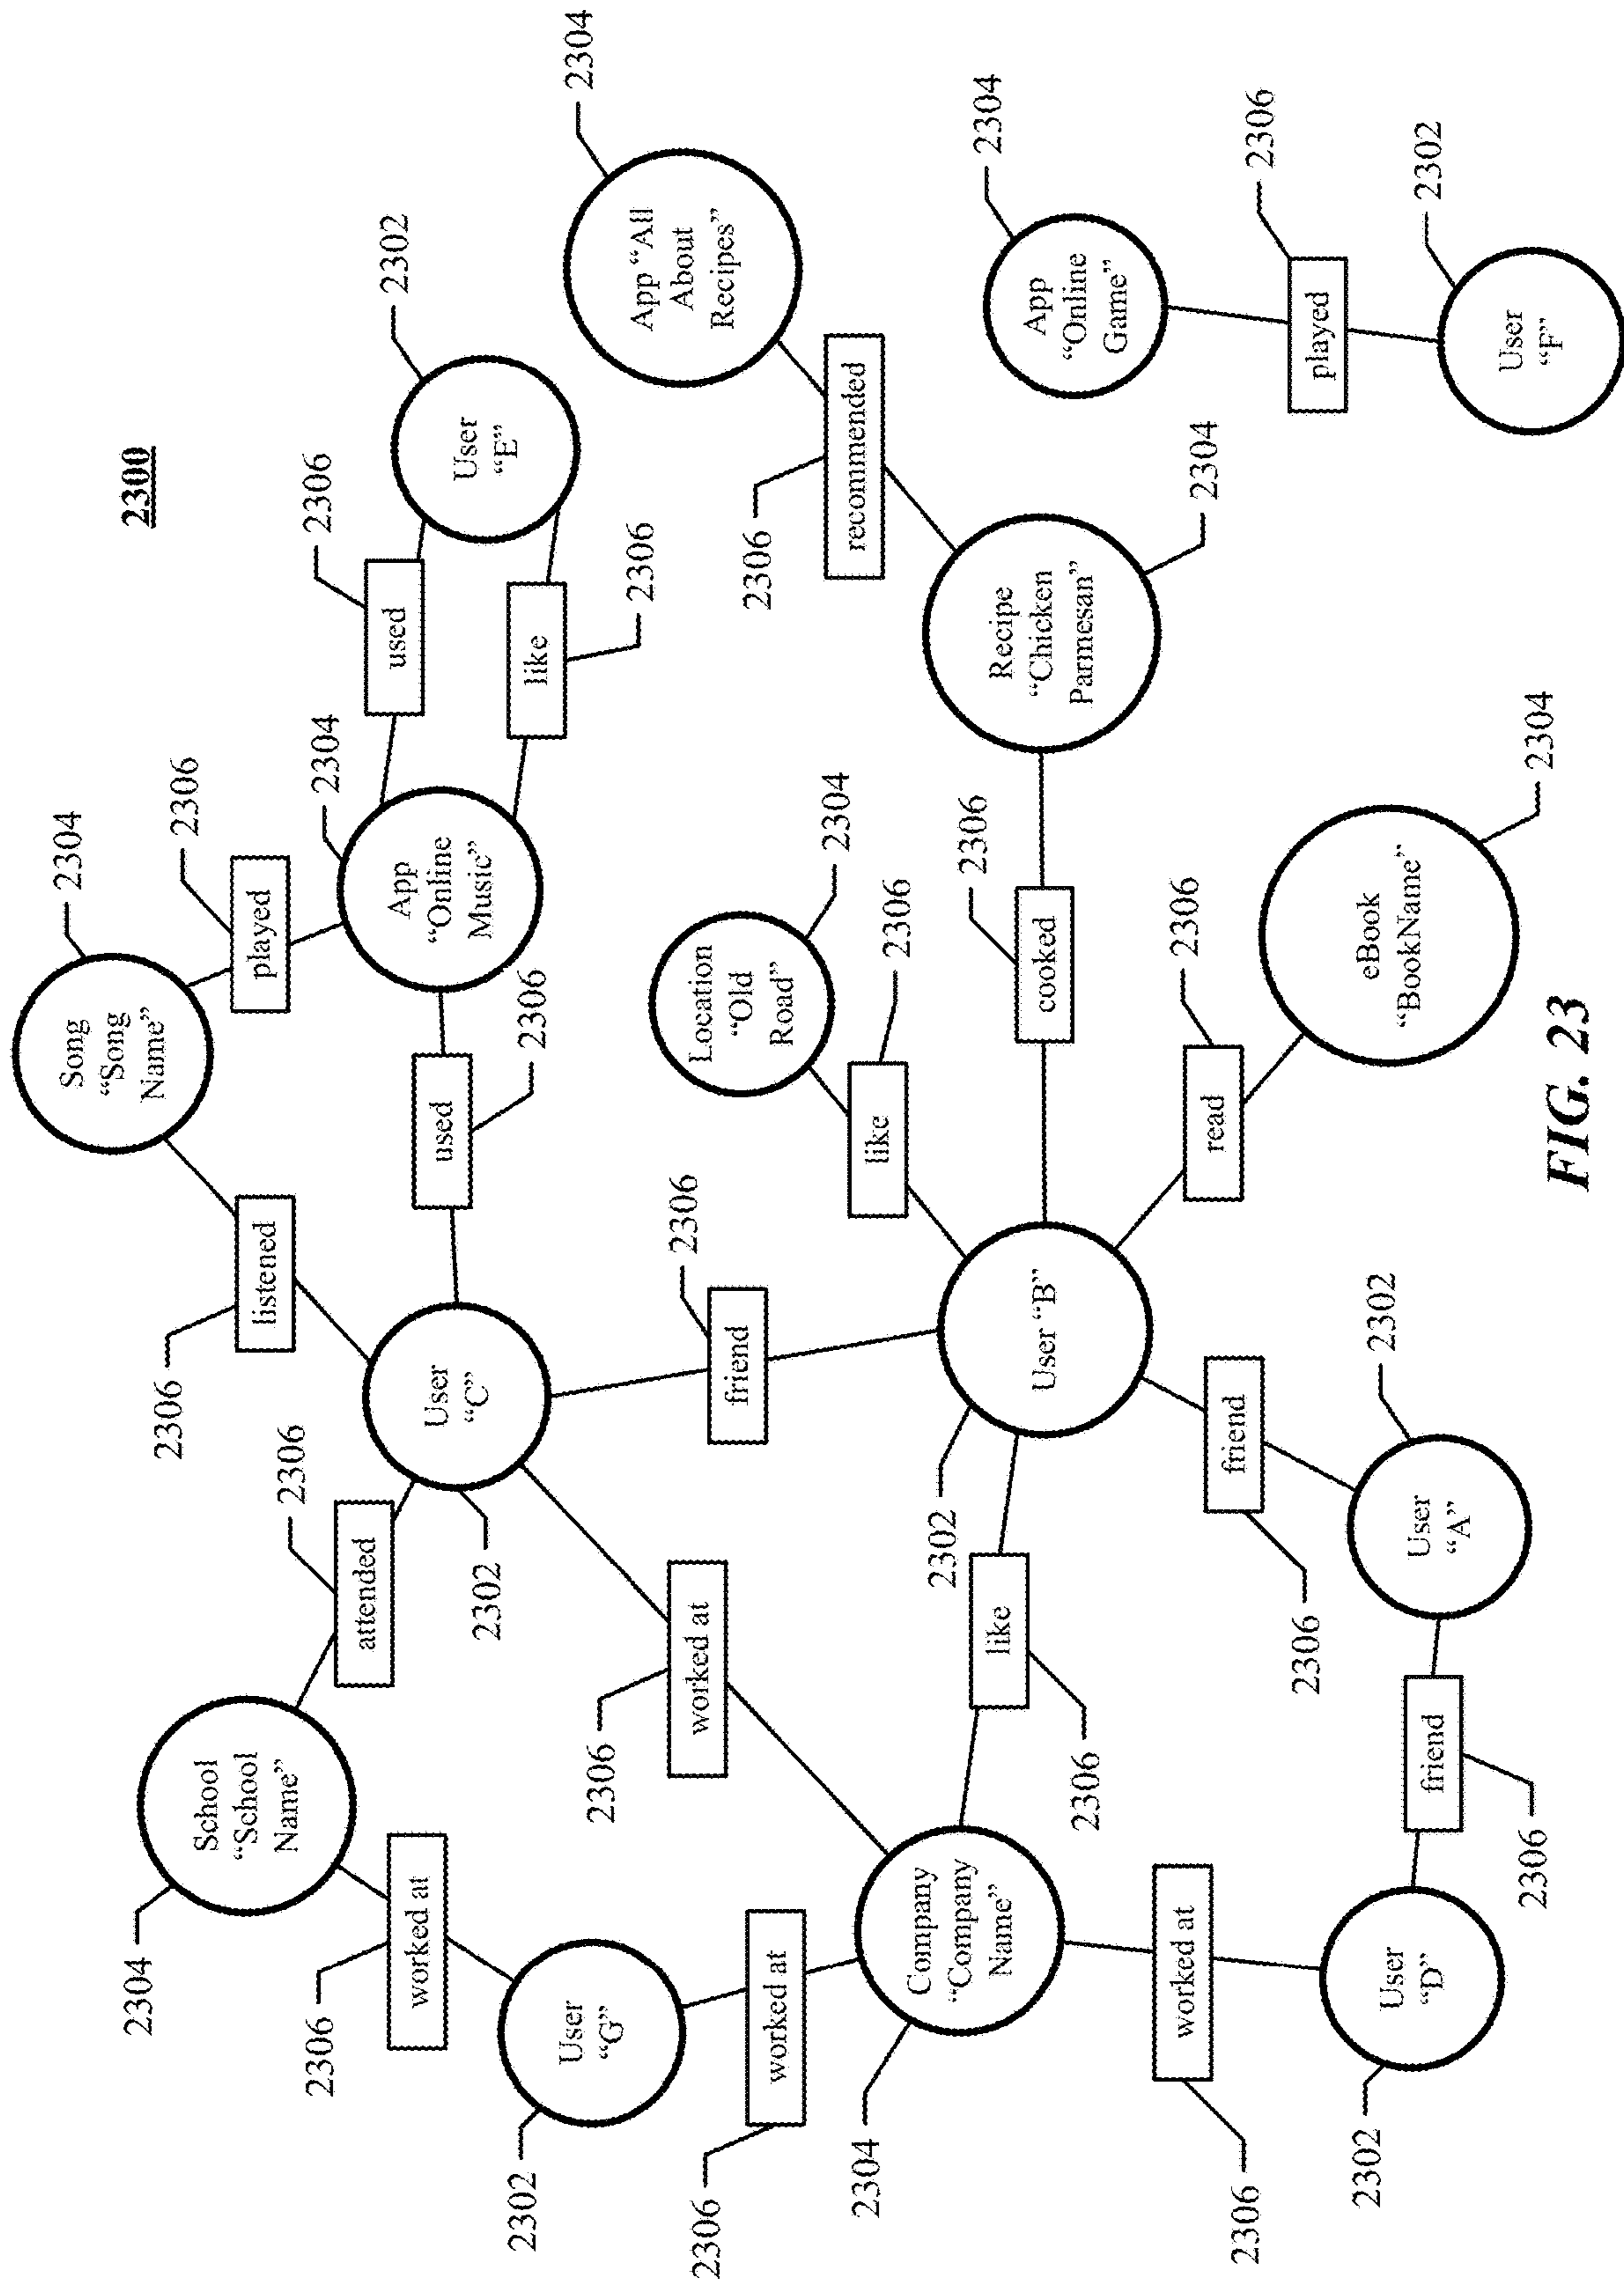 2300
2304
Song
“Song
Name”
2304
School
“School
Name”
2306
listened
2306
played
2306
attended
2306
used
2302
2306
worked at
2304
App
“Online
Music”
2306
used
User
“C”
2302
User
“E”
2306
like
2302
User
“G”
2306
used
2304
2306
worked at
2306
friend
2304
App “All
About
Recipes”
2306
worked at
Location
“Old
Road”
2304
2306
like
2306
recommended
2304
Company
“Company
Name”
2302
2306
like
User “B”
2306
cooked
Recipe
“Chicken
Parmesan”
2304
App
“Online
Game”
2304
2306
worked at
2306
friend
2306
read
2304
2306
played
2302
User
“D”
2306
friend
User
“A”
2302
eBook
“BookName”
2304
User
“F”
2302
FIG. 23